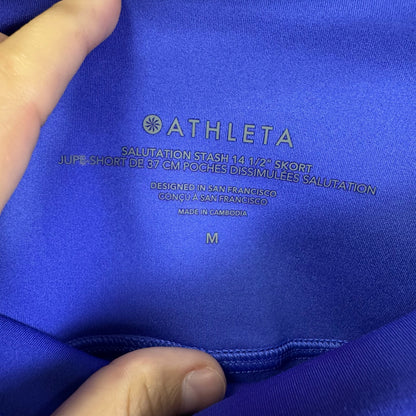 ATHLETA
SALUTATION STASH 14 1/2" SKORT
JUPE-SHORT DE 37 CM POCHES DISSIMULÉES SALUTATION
DESIGNED IN SAN FRANCISCO
CONÇU À SAN FRANCISCO
MADE IN CAMBODIA
M